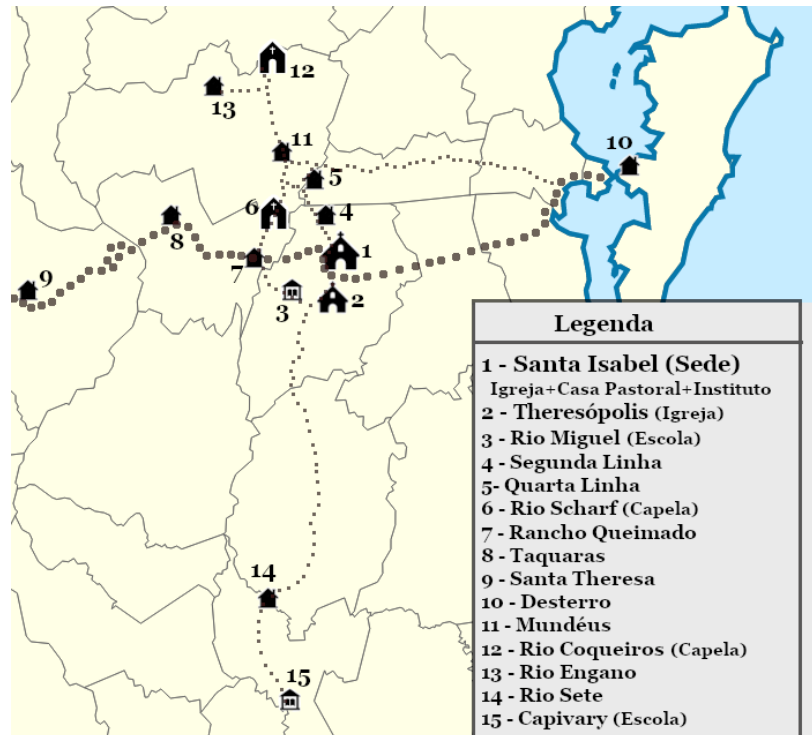 12
13
11
10
5
6
4
8
1
7
9
3
2
14
15
Legenda
1 - Santa Isabel (Sede)
Igreja+Casa Pastoral+Instituto
2 - Theresópolis (Igreja)
3 - Rio Miguel (Escola)
4 - Segunda Linha
5- Quarta Linha
6 - Rio Scharf (Capela)
7 - Rancho Queimado
8 - Taquaras
9 - Santa Theresa
10 - Desterro
11 - Mundéus
12 - Rio Coqueiros (Capela)
13 - Rio Engano
14 - Rio Sete
15 - Capivary (Escola)